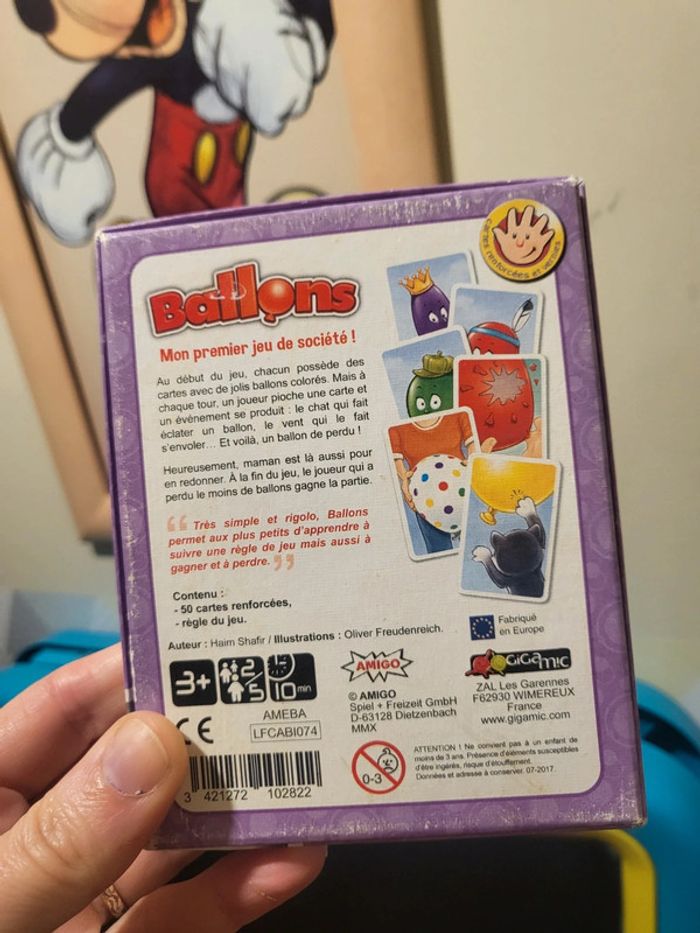 cartes renforcées et vernies
Ballons
Mon premier jeu de société !
Au début du jeu, chacun possède des
cartes avec de jolis ballons colorés. Mais à
chaque tour, un joueur pioche une carte et
un évènement se produit : le chat qui fait
éclater un ballon, le vent qui le fait
s'envoler... Et voilà, un ballon de perdu !
Heureusement, maman est là aussi pour
en redonner. À la fin du jeu, le joueur qui a
perdu le moins de ballons gagne la partie.
“ Très simple et rigolo, Ballons
permet aux plus petits d'apprendre à
suivre une règle de jeu mais aussi à
gagner et à perdre. ”
Contenu :
- 50 cartes renforcées,
- règle du jeu.
Auteur : Haim Shafir / Illustrations : Oliver Freudenreich.
Fabriqué
en Europe
3+
2/5
10 min
AMIGO
GiGamic
© AMIGO
Spiel + Freizeit GmbH
D-63128 Dietzenbach
MMX
ZAL Les Garennes
F62930 WIMEREUX
France
www.gigamic.com
CE
AMEBA
LFCABI074
0-3
ATTENTION ! Ne convient pas à un enfant de
moins de 3 ans. Présence d'éléments susceptibles
d'être ingérés, risque d'étouffement.
Données et adresse à conserver. 07-2017.
3 421272 102822